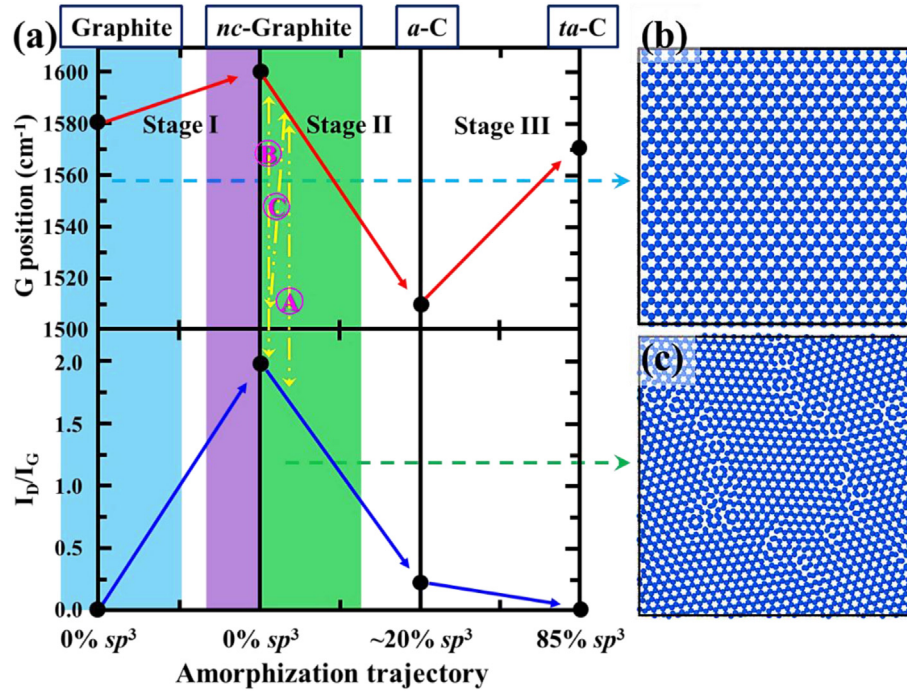 (a)
Graphite
nc-Graphite
a-C
ta-C
(b)
1600
1580
1560
1540
1520
1500
G position (cm⁻¹)
Stage I
Stage II
Stage III
B
C
A
2.0
1.5
1.0
0.5
0.0
I_D/I_G
(c)
0% sp³
0% sp³
~20% sp³
85% sp³
Amorphization trajectory